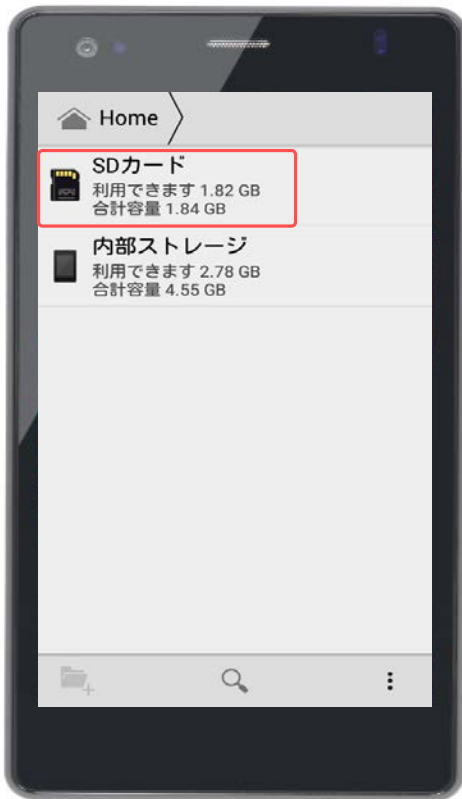 Home
SDカード
利用できます 1.82 GB
合計容量 1.84 GB
内部ストレージ
利用できます 2.78 GB
合計容量 4.55 GB